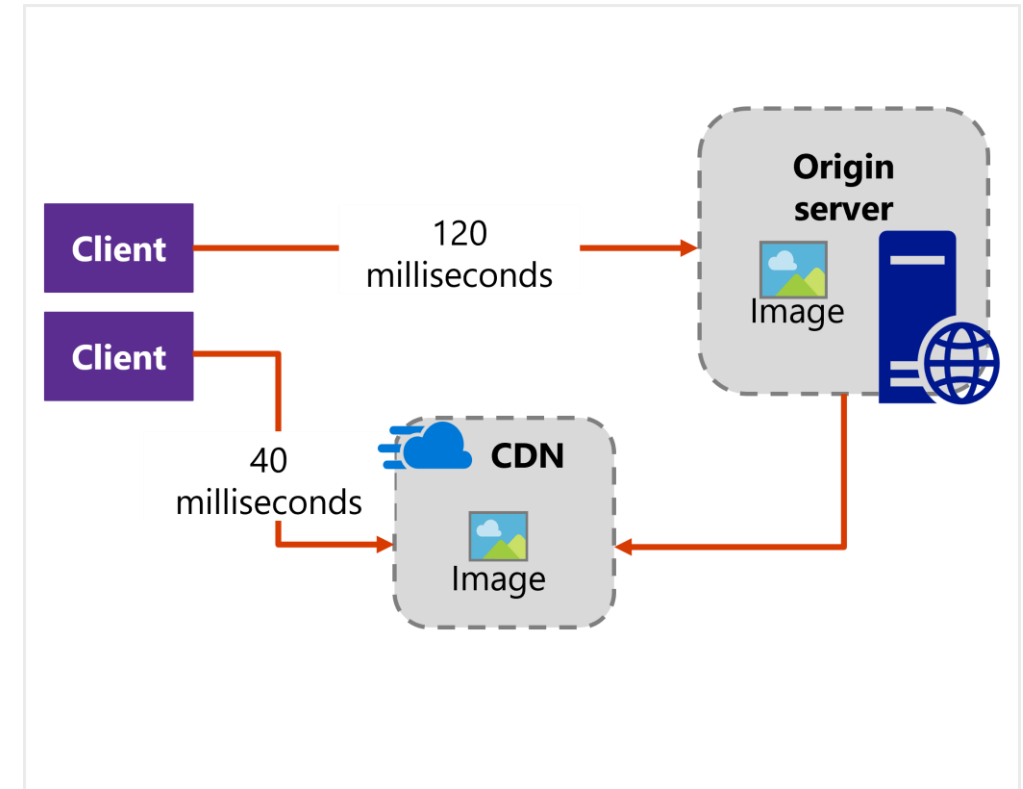 Origin
server
Client
120
milliseconds
Image
Client
40
milliseconds
CDN
Image